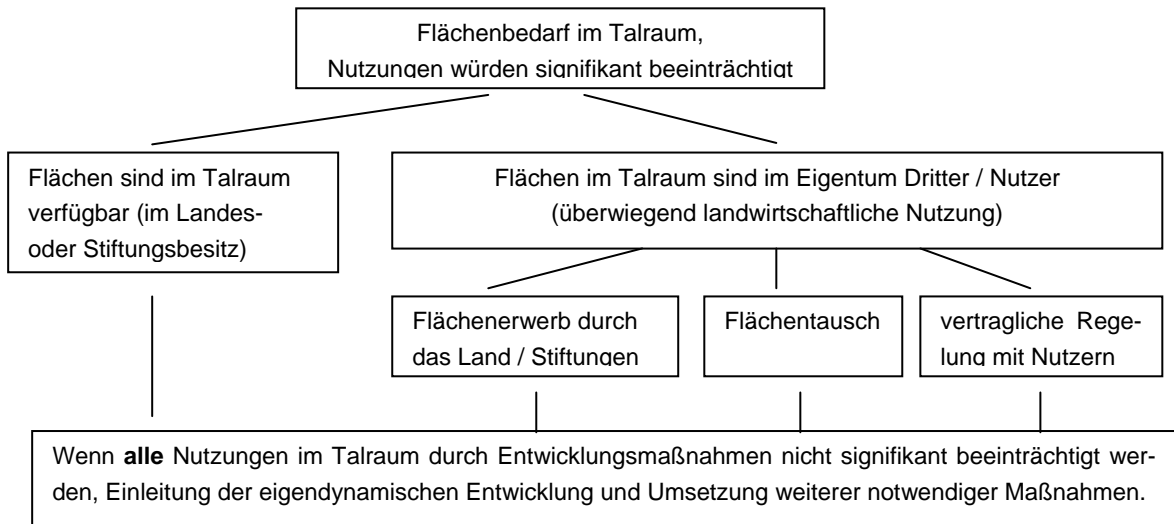 Flächenbedarf im Talraum,
Nutzungen würden signifikant beeinträchtigt
Flächen sind im Talraum
verfügbar (im Landes-
oder Stiftungsbesitz)
Flächen im Talraum sind im Eigentum Dritter / Nutzer
(überwiegend landwirtschaftliche Nutzung)
Flächenerwerb durch
das Land / Stiftungen
Flächentausch
vertragliche Rege-
lung mit Nutzern
Wenn alle Nutzungen im Talraum durch Entwicklungsmaßnahmen nicht signifikant beeinträchtigt wer-
den, Einleitung der eigendynamischen Entwicklung und Umsetzung weiterer notwendiger Maßnahmen.